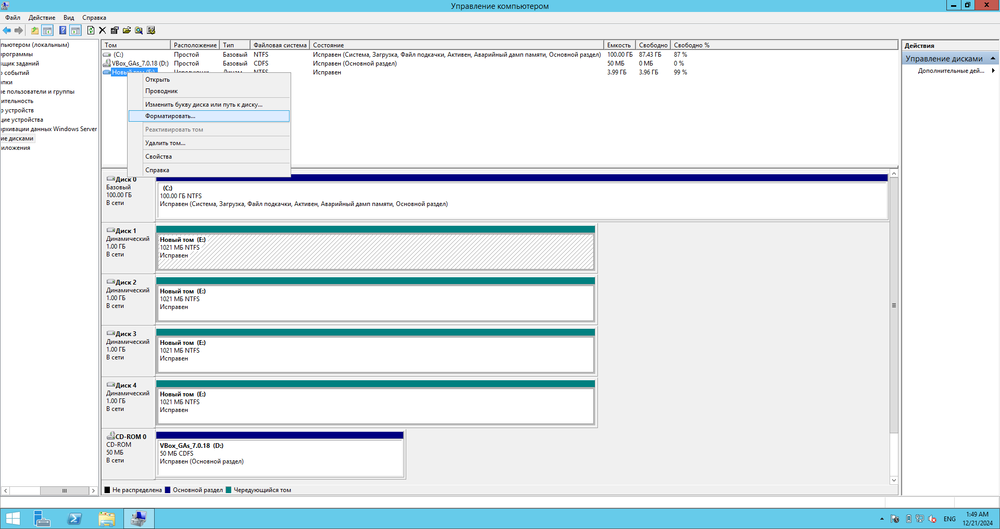 Управление компьютером
Файл Действие Вид Справка
пьютером (локальным)
программы
щик заданий
событий
пки
е пользователи и группы
ительность
р устройств
щие устройства
архивации данных Windows Server
ие дисками
иложения
Том Расположение Тип Файловая система Состояние Емкость Свободно Свободно %
(C:) Простой Базовый NTFS Исправен (Система, Загрузка, Файл подкачки, Активен, Аварийный дамп памяти, Основной раздел) 100.00 ГБ 87.43 ГБ 87 %
VBox_GAs_7.0.18 (D:) Простой Базовый CDFS Исправен (Основной раздел) 50 МБ 0 МБ 0 %
Новый том (E:) Чередующи... Динам... NTFS Исправен 3.99 ГБ 3.96 ГБ 99 %
Открыть
Проводник
Изменить букву диска или путь к диску...
Форматировать...
Реактивировать том
Удалить том...
Свойства
Справка
Диск 0
Базовый
100.00 ГБ
В сети
(C:)
100.00 ГБ NTFS
Исправен (Система, Загрузка, Файл подкачки, Активен, Аварийный дамп памяти, Основной раздел)
Диск 1
Динамический
1.00 ГБ
В сети
Новый том (E:)
1021 МБ NTFS
Исправен
Диск 2
Динамический
1.00 ГБ
В сети
Новый том (E:)
1021 МБ NTFS
Исправен
Диск 3
Динамический
1.00 ГБ
В сети
Новый том (E:)
1021 МБ NTFS
Исправен
Диск 4
Динамический
1.00 ГБ
В сети
Новый том (E:)
1021 МБ NTFS
Исправен
CD-ROM 0
CD-ROM
50 МБ
В сети
VBox_GAs_7.0.18 (D:)
50 МБ CDFS
Исправен (Основной раздел)
Не распределена Основной раздел Чередующийся том
Действия
Управление дисками
Дополнительные дей...
ENG
1:49 AM
12/21/2024